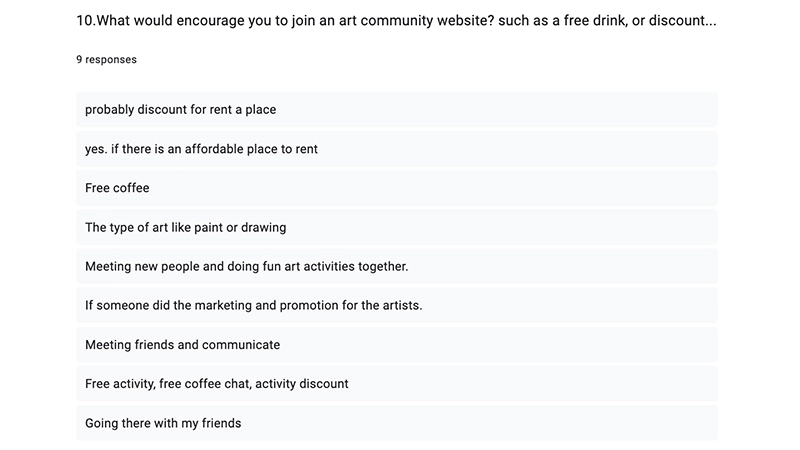 10.What would encourage you to join an art community website? such as a free drink, or discount...
9 responses
probably discount for rent a place
yes. if there is an affordable place to rent
Free coffee
The type of art like paint or drawing
Meeting new people and doing fun art activities together.
If someone did the marketing and promotion for the artists.
Meeting friends and communicate
Free activity, free coffee chat, activity discount
Going there with my friends